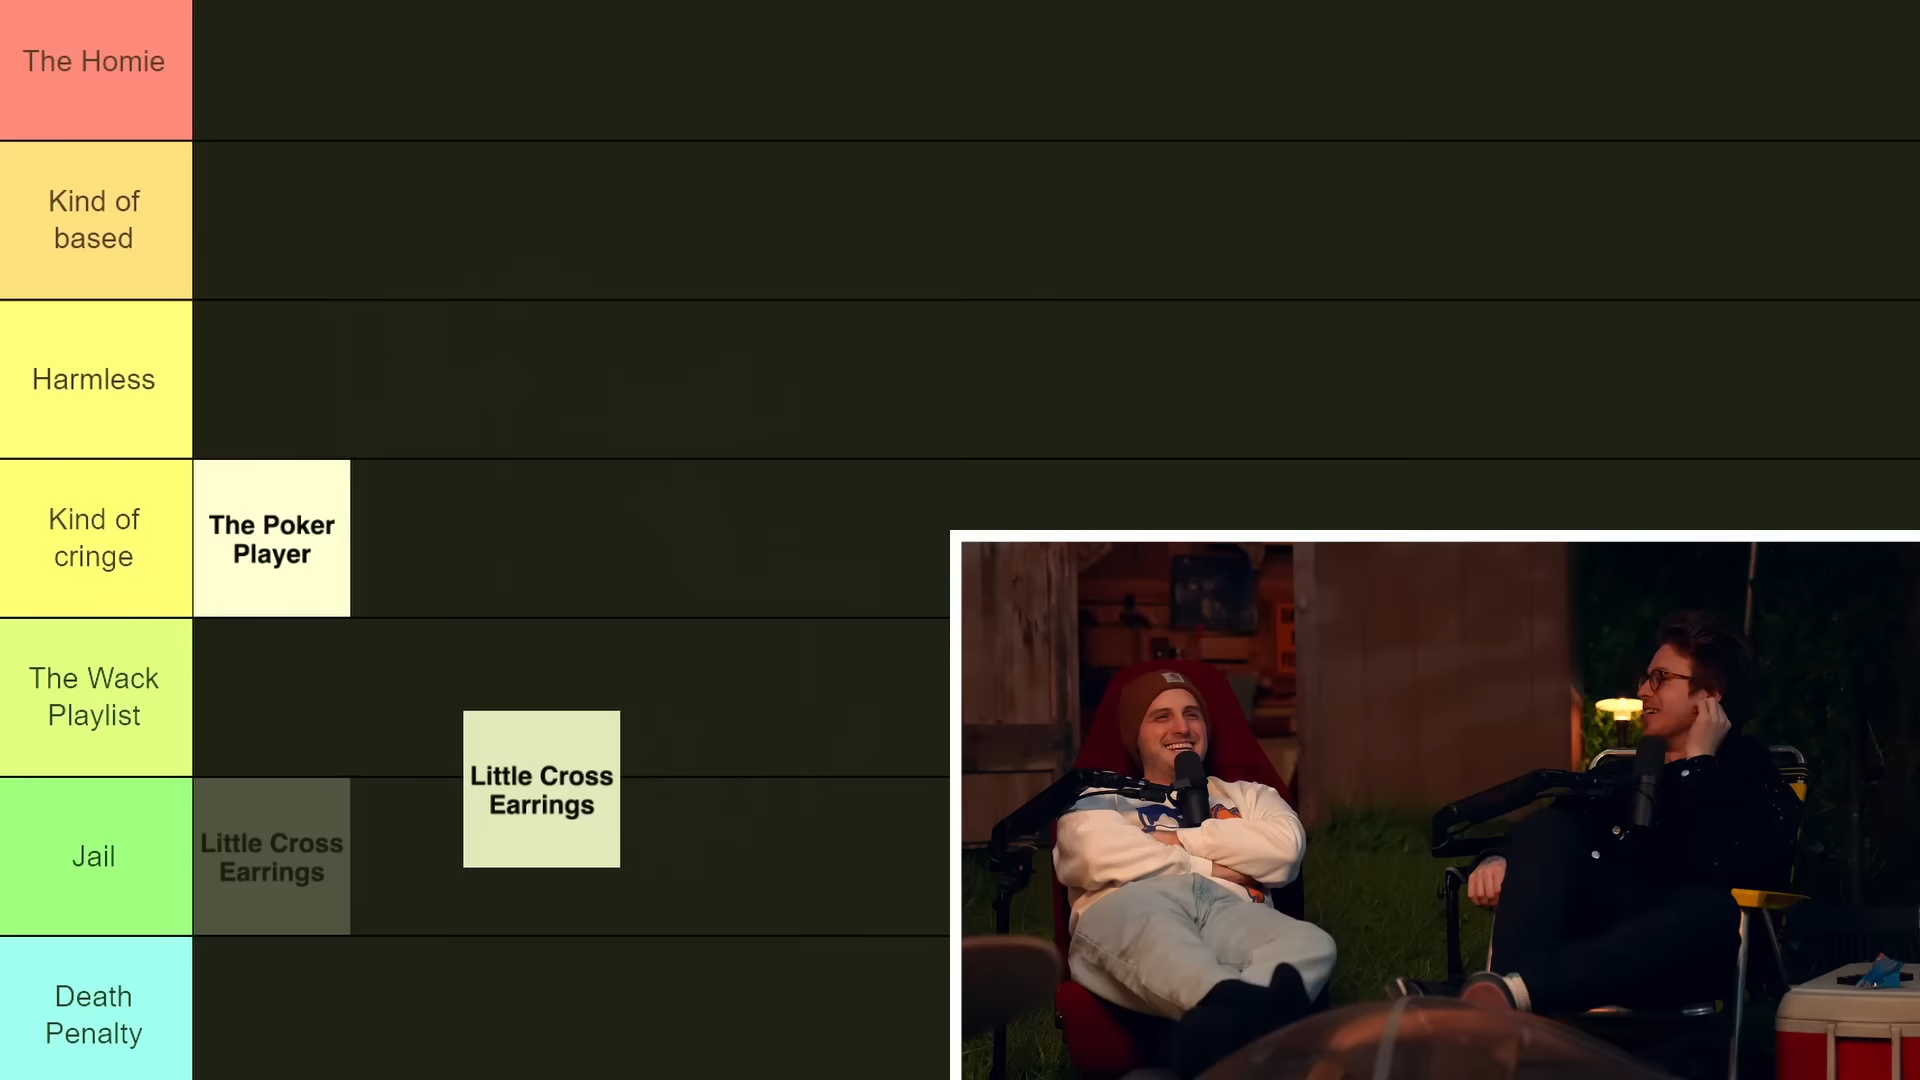 The Homie
Kind of
based
Harmless
Kind of
cringe
The Poker
Player
The Wack
Playlist
Little Cross
Earrings
Jail
Little Cross
Earrings
Death
Penalty